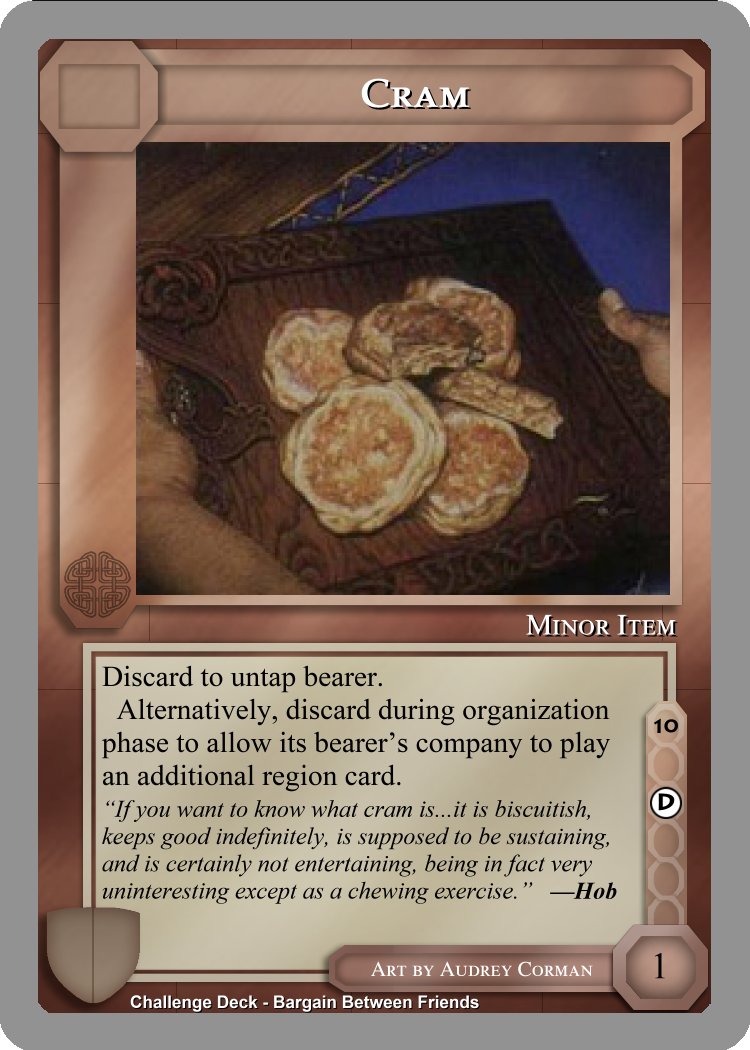 Cram
Minor Item
Discard to untap bearer.
Alternatively, discard during organization
phase to allow its bearer’s company to play
an additional region card.
“If you want to know what cram is...it is biscuitish,
keeps good indefinitely, is supposed to be sustaining,
and is certainly not entertaining, being in fact very
uninteresting except as a chewing exercise.” —Hob
10
D
Art by Audrey Corman
1
Challenge Deck - Bargain Between Friends